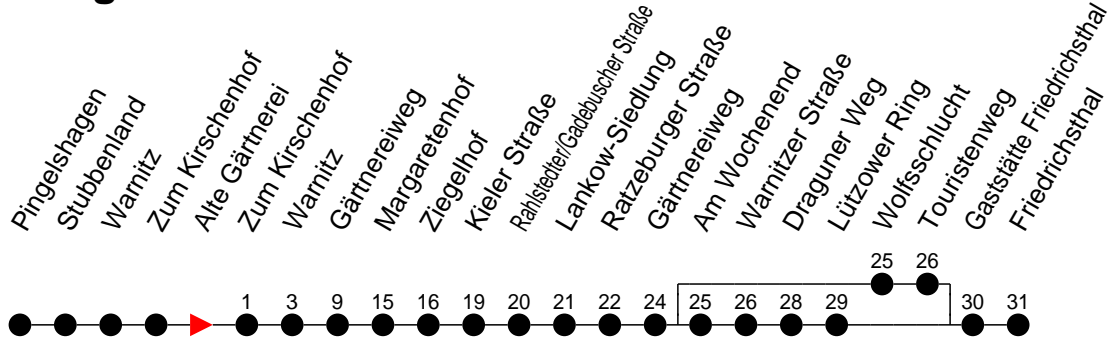 Pingelshagen
Stubbenland
Warnitz
Zum Kirschenhof
Alte Gärtnerei
Zum Kirschenhof
Warnitz
Gärtnereiweg
Margaretenhof
Ziegelhof
Kieler Straße
Rahlstedter/Gadebuscher Straße
Lankow-Siedlung
Ratzeburger Straße
Gärtnereiweg
Am Wochenend
Warnitzer Straße
Draguner Weg
Lützower Ring
Wolfsschlucht
Touristenweg
Gaststätte Friedrichsthal
Friedrichsthal
25 26
1 3 9 15 16 19 20 21 22 24 25 26 28 29 30 31